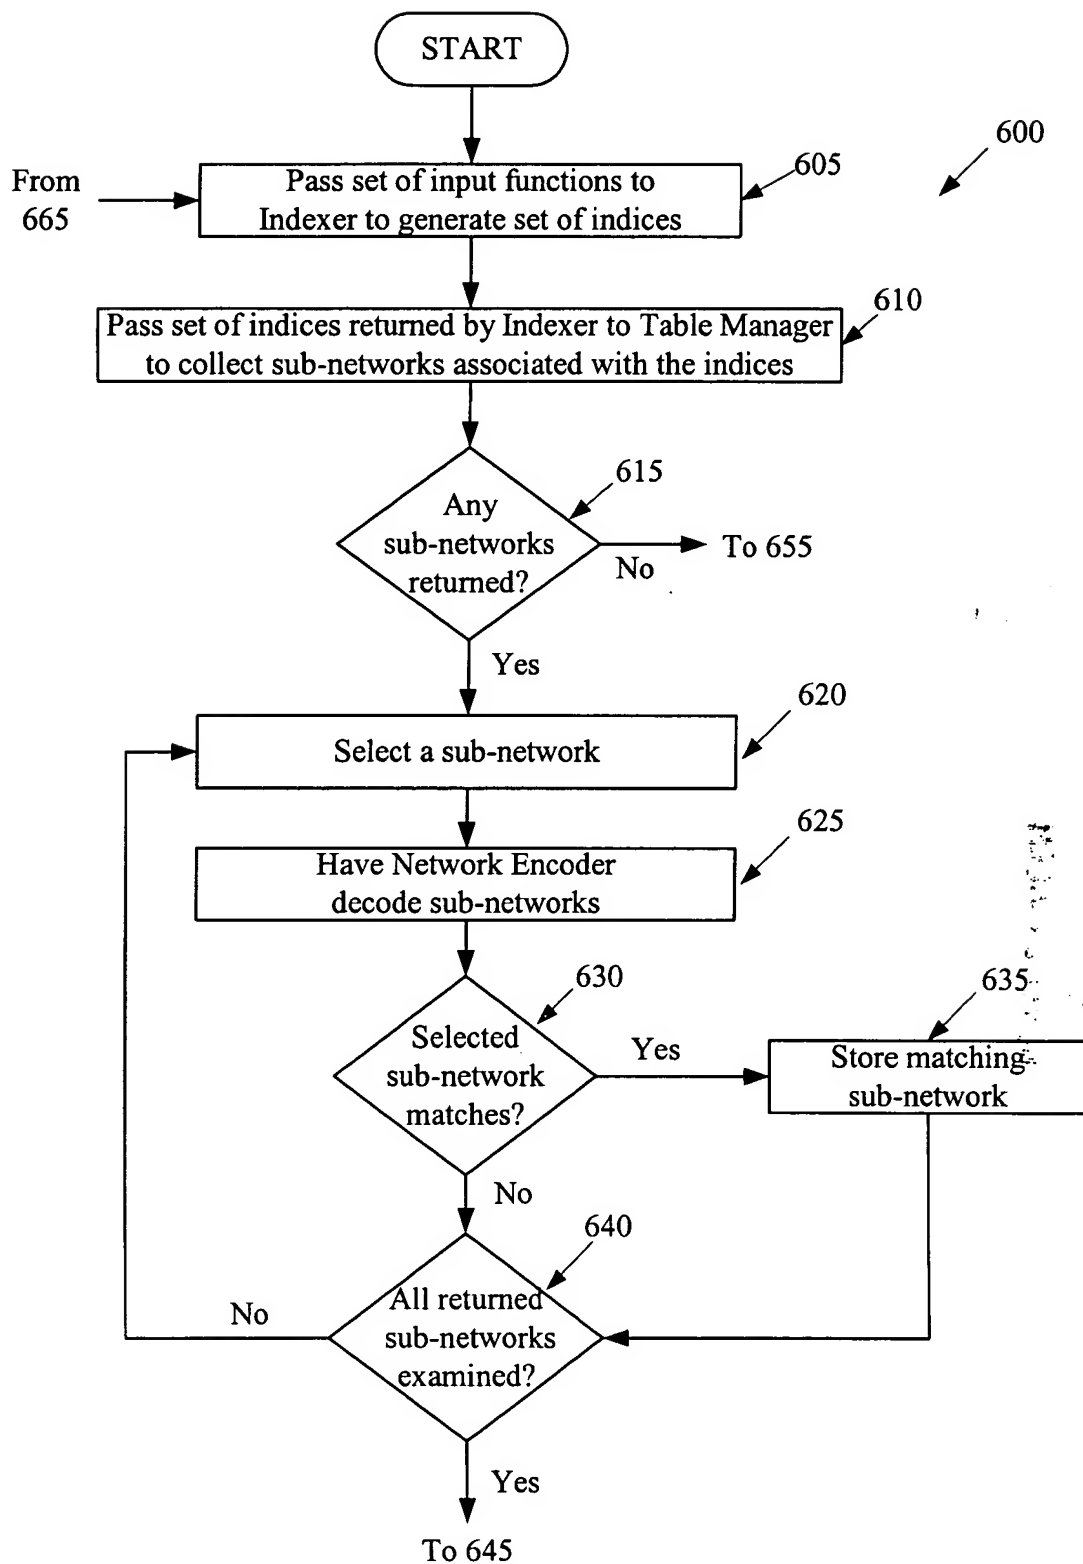 START
600
605
From
665
Pass set of input functions to
Indexer to generate set of indices
610
Pass set of indices returned by Indexer to Table Manager
to collect sub-networks associated with the indices
615
Any
sub-networks
returned?
No
To 655
Yes
620
Select a sub-network
625
Have Network Encoder
decode sub-networks
630
635
Selected
sub-network
matches?
Yes
Store matching
sub-network
No
640
All returned
sub-networks
examined?
No
Yes
To 645